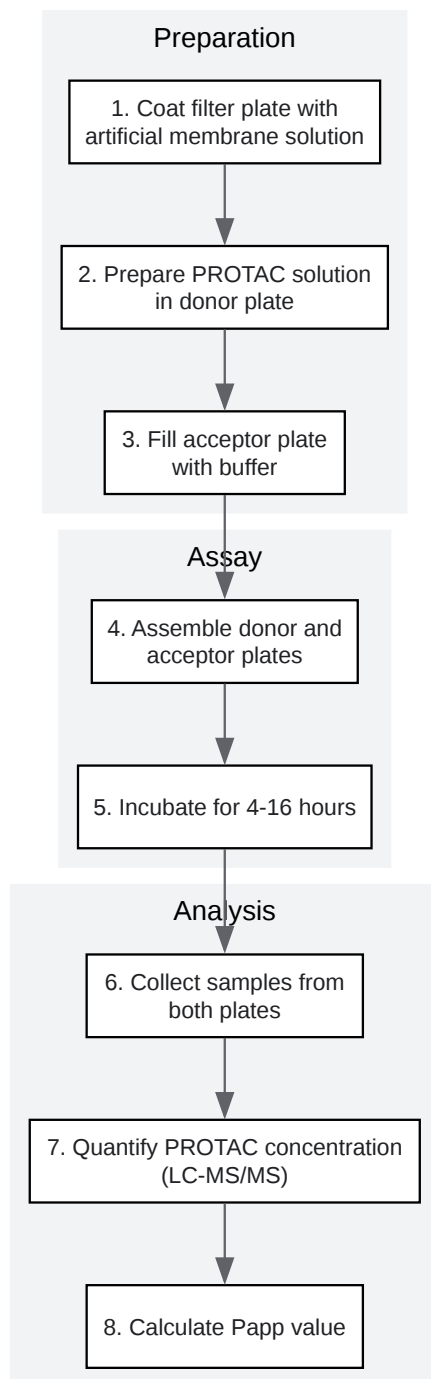 Preparation
1. Coat filter plate with
artificial membrane solution
2. Prepare PROTAC solution
in donor plate
3. Fill acceptor plate
with buffer
Assay
4. Assemble donor and
acceptor plates
5. Incubate for 4-16 hours
Analysis
6. Collect samples from
both plates
7. Quantify PROTAC concentration
(LC-MS/MS)
8. Calculate Papp value